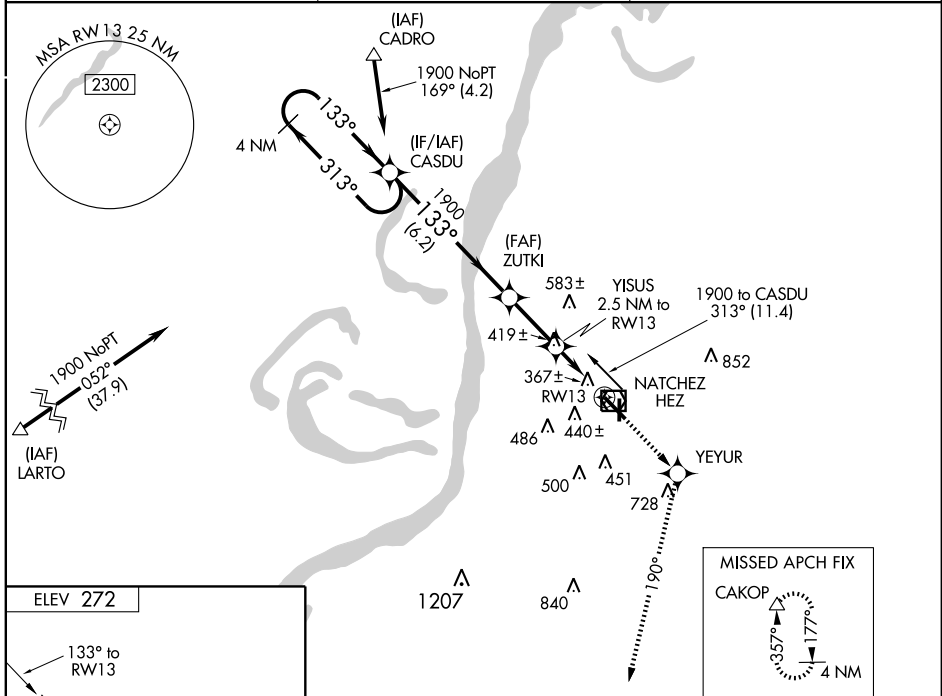 MSA RW13 25 NM
2300
(IAF)
CADRO
1900 NoPT
169° (4.2)
4 NM
133°
313°
(IF/IAF)
CASDU
1900
133°
(6.2)
(FAF)
ZUTKI
583±
YISUS
2.5 NM to
RW13
1900 to CASDU
313° (11.4)
419±
852
367±
RW13
NATCHEZ
HEZ
486
440±
1900 NoPT
052°
(37.9)
(IAF)
LARTO
500
451
YEYUR
728
190°
1207
840
MISSED APCH FIX
CAKOP
357°
177°
4 NM
ELEV 272
133° to
RW13